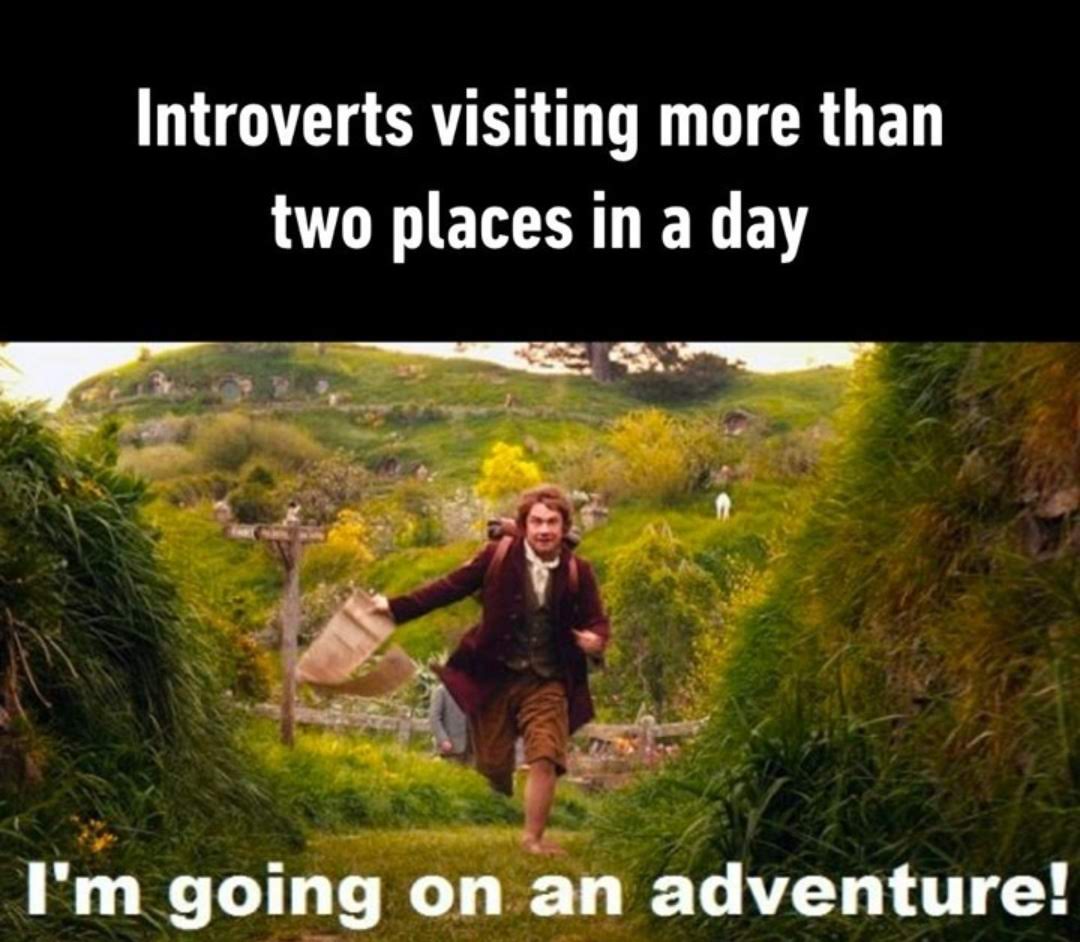 Introverts visiting more than
two places in a day
I'm going on an adventure!